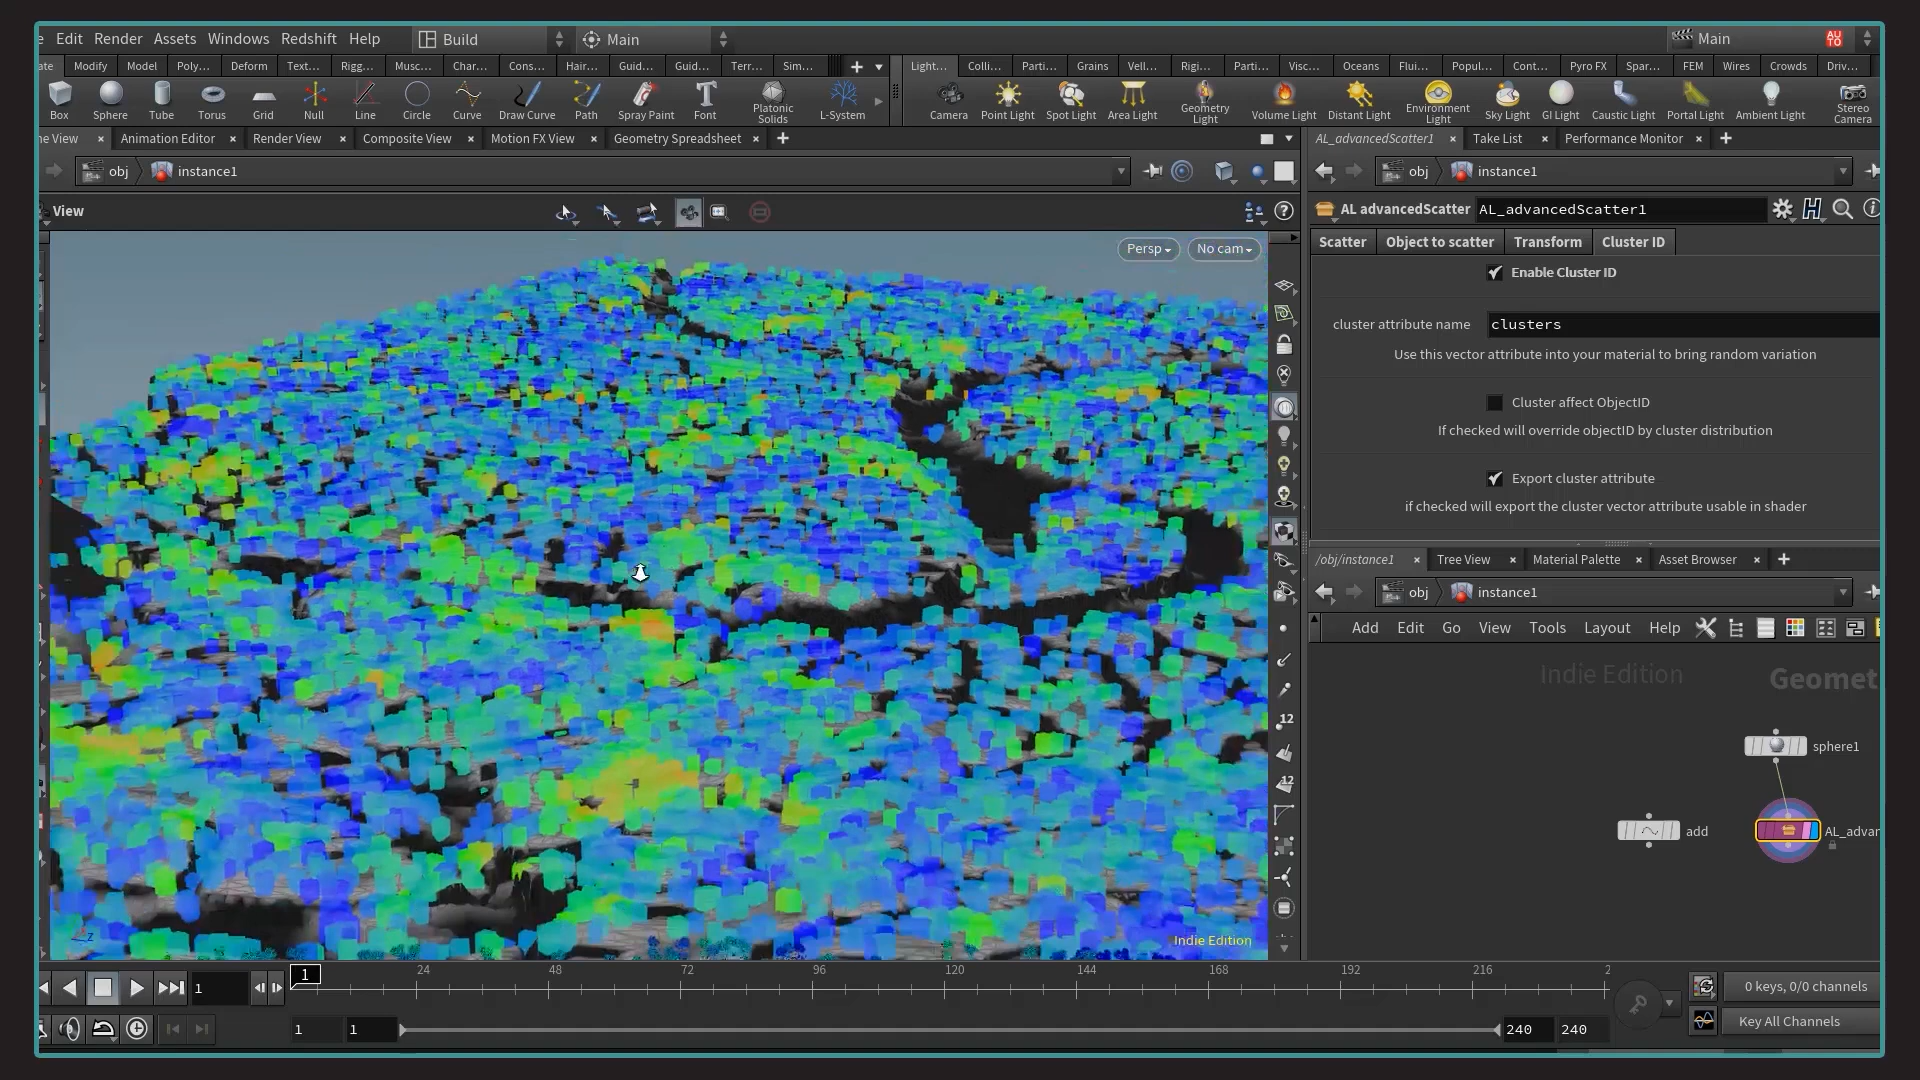 e Edit Render Assets Windows Redshift Help Build Main Main AUTO
ate Modify Model Poly... Deform Text... Rigg... Musc... Char... Cons... Hair... Guid... Guid... Terr... Sim... Light... Colli... Parti... Grains Vell... Rigi... Parti... Visc... Oceans Flui... Popul... Cont... Pyro FX Spar... FEM Wires Crowds Driv...
Box Sphere Tube Torus Grid Null Line Circle Curve Draw Curve Path Spray Paint Font Platonic Solids L-System Camera Point Light Spot Light Area Light Geometry Light Volume Light Distant Light Environment Light Sky Light GI Light Caustic Light Portal Light Ambient Light Stereo Camera
ne View Animation Editor Render View Composite View Motion FX View Geometry Spreadsheet
AL_advancedScatter1 Take List Performance Monitor
obj instance1
obj instance1
View
AL advancedScatter AL_advancedScatter1
Persp No cam
Scatter Object to scatter Transform Cluster ID
Enable Cluster ID
cluster attribute name clusters
Use this vector attribute into your material to bring random variation
Cluster affect ObjectID
If checked will override objectID by cluster distribution
Export cluster attribute
if checked will export the cluster vector attribute usable in shader
/obj/instance1 Tree View Material Palette Asset Browser
obj instance1
Add Edit Go View Tools Layout Help
Indie Edition Geomet
12
12
sphere1
add
AL_advar
z
Indie Edition
1
1 24 48 72 96 120 144 168 192 216 2
0 keys, 0/0 channels
1 1 240 240
Key All Channels